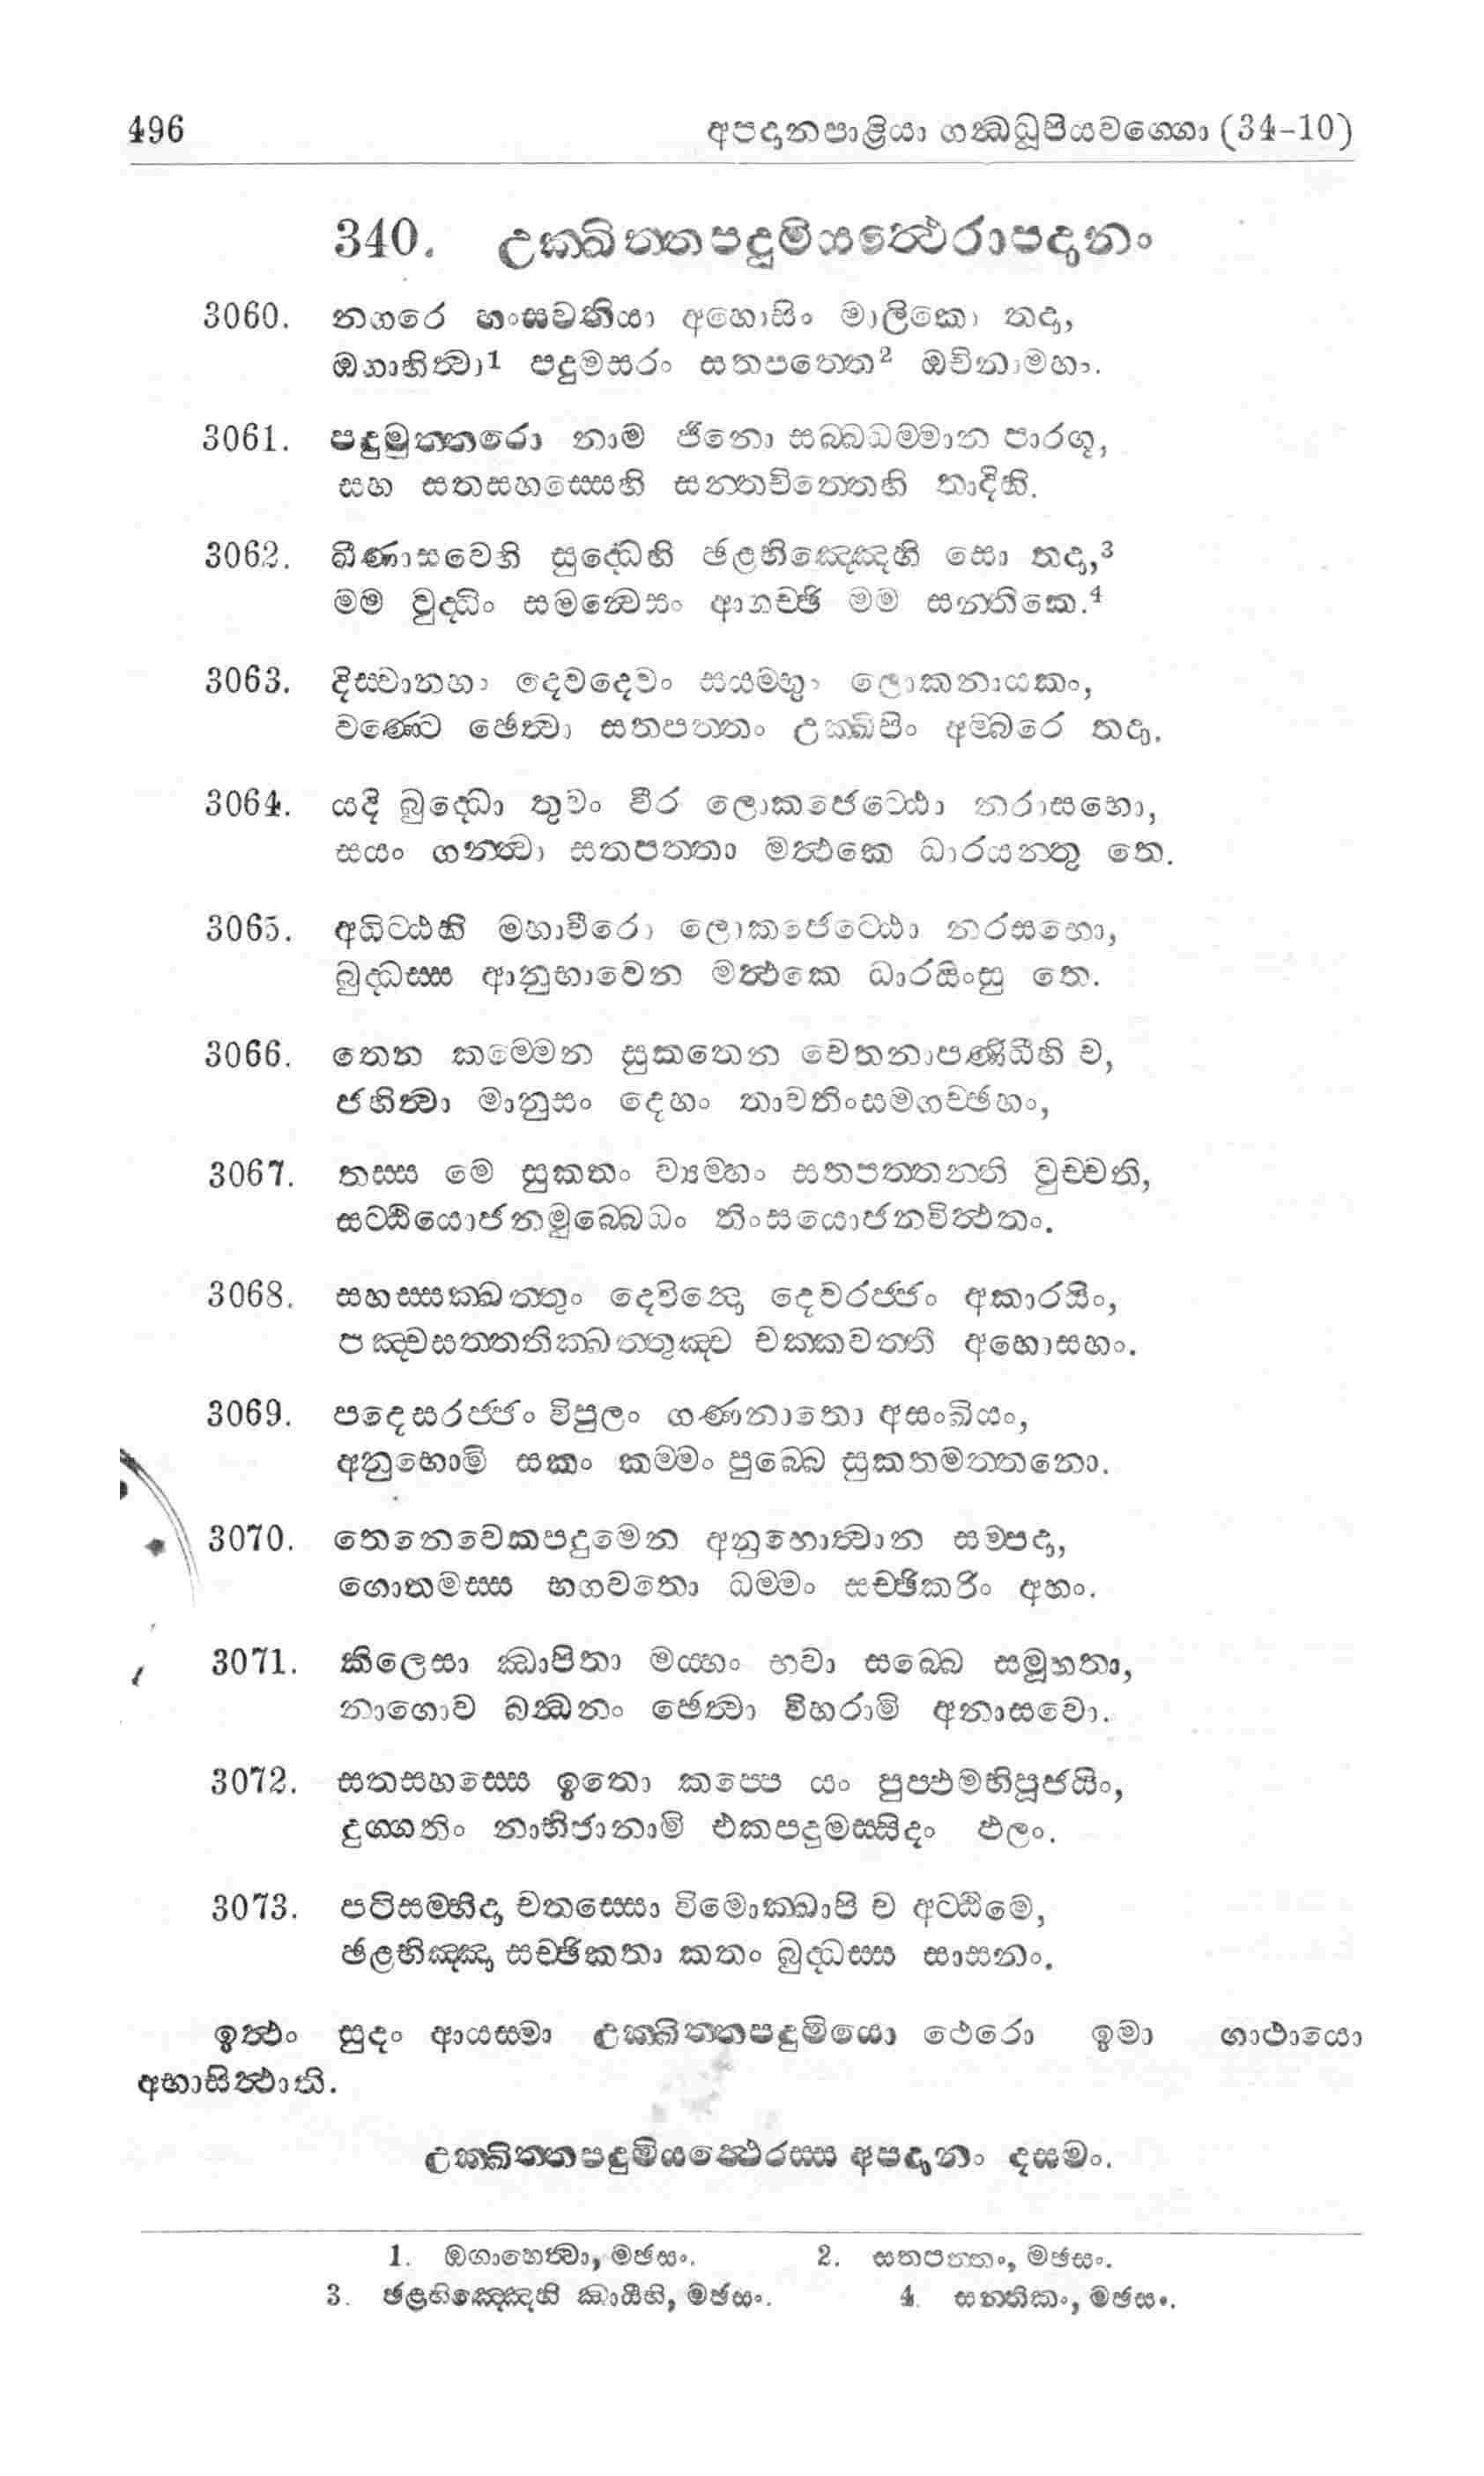 496 අපදානපාළියා ගන්‍ධධූපියවග්ගො (34-10)
340. උක්ඛිත්තපදුමියත්‍ථෙරාපදානං
3060. නගරෙ හංසවතියා අහොසිං මාලිකො තදා,
ඔගාහිත්‍වා1 පදුමසරං සතපත්තෙ2 ඔචිනාමහං.
3061. පදුමුත්තරො නාම ජිනො සබ්බධම්මාන පාරගූ,
සහ සතසහස්සෙහි සන්තචිත්තෙහි තාදිහි.
3062. ඛීණාසවෙහි සුද්ධෙහි ඡළභිඤ්ඤෙහි සො තදා,3
මම වුද්ධිං සමන්‍වෙසං ආගච්ඡි මම සන්තිකෙ.4
3063. දිස්වානහං දෙවදෙවං සයම්භුං ලොකනායකං,
වණ්ටෙ ඡෙත්‍වා සතපත්තං උක්ඛිපිං අම්බරෙ තදා.
3064. යදි බුද්ධො තුවං වීර ලොකජෙට්ඨො නරාසභො,
සයං ගන්ත්‍වා සතපත්තා මත්‍ථකෙ ධාරයන්තු තෙ.
3065. අධිට්ඨහි මහාවීරො ලොකජෙට්ඨො නරාසභො,
බුද්ධස්ස ආනුභාවෙන මත්‍ථකෙ ධාරයිංසු තෙ.
3066. තෙන කම්මෙන සුකතෙන චෙතනාපණිධීහි ච,
ජහිත්‍වා මානුසං දෙහං තාවතිංසමගච්ඡහං,
3067. තස්ස මෙ සුකතං ව්‍යම්හං සතපත්තන්ති වුච්චති,
සට්ඨියොජනමුබ්බෙධං තිංසයොජනවිත්‍ථතං.
3068. සහස්සක්ඛත්තුං දෙවින්‍දො දෙවරජ්ජං අකාරයිං,
පඤ්චසත්තතික්ඛත්තුඤ්ච චක්කවත්තී අහොසහං.
3069. පදෙසරජ්ජං විපුලං ගණනාතො අසංඛියං,
අනුභොමි සකං කම්මං පුබ්බෙ සුකතමත්තනො.
3070. තෙනෙවෙකපදුමෙන අනුභොත්‍වාන සම්පදා,
ගොතමස්ස භගවතො ධම්මං සච්ඡිකරිං අහං.
3071. කිලෙසා ඣාපිතා මය්හං භවා සබ්බෙ සමූහතා,
නාගොව බන්‍ධනං ඡෙත්‍වා විහරාමි අනාසවො.
3072. සතසහස්සෙ ඉතො කප්පෙ යං පුප්ඵමභිපූජයිං,
දුග්ගතිං නාභිජානාමි එකපදුමස්සිදං ඵලං.
3073. පටිසම්භිදා චතස්සො විමොක්ඛාපි ච අට්ඨිමෙ,
ඡළභිඤ්ඤා සච්ඡිකතා කතං බුද්ධස්ස සාසනං.
ඉත්‍ථං සුදං ආයස්මා උක්ඛිත්තපදුමියො ථෙරො ඉමා ගාථායො
අභාසිත්‍ථාති.
උක්ඛිත්තපදුමියත්‍ථෙරස්ස අපදානං දසමං.
1. ඔගාහෙත්‍වා, මඡසං. 2. සතපත්තං, මඡසං.
3. ඡළභිඤ්ඤෙහි ඣායීභි, මඡසං. 4. සන්තිකං, මඡසං.